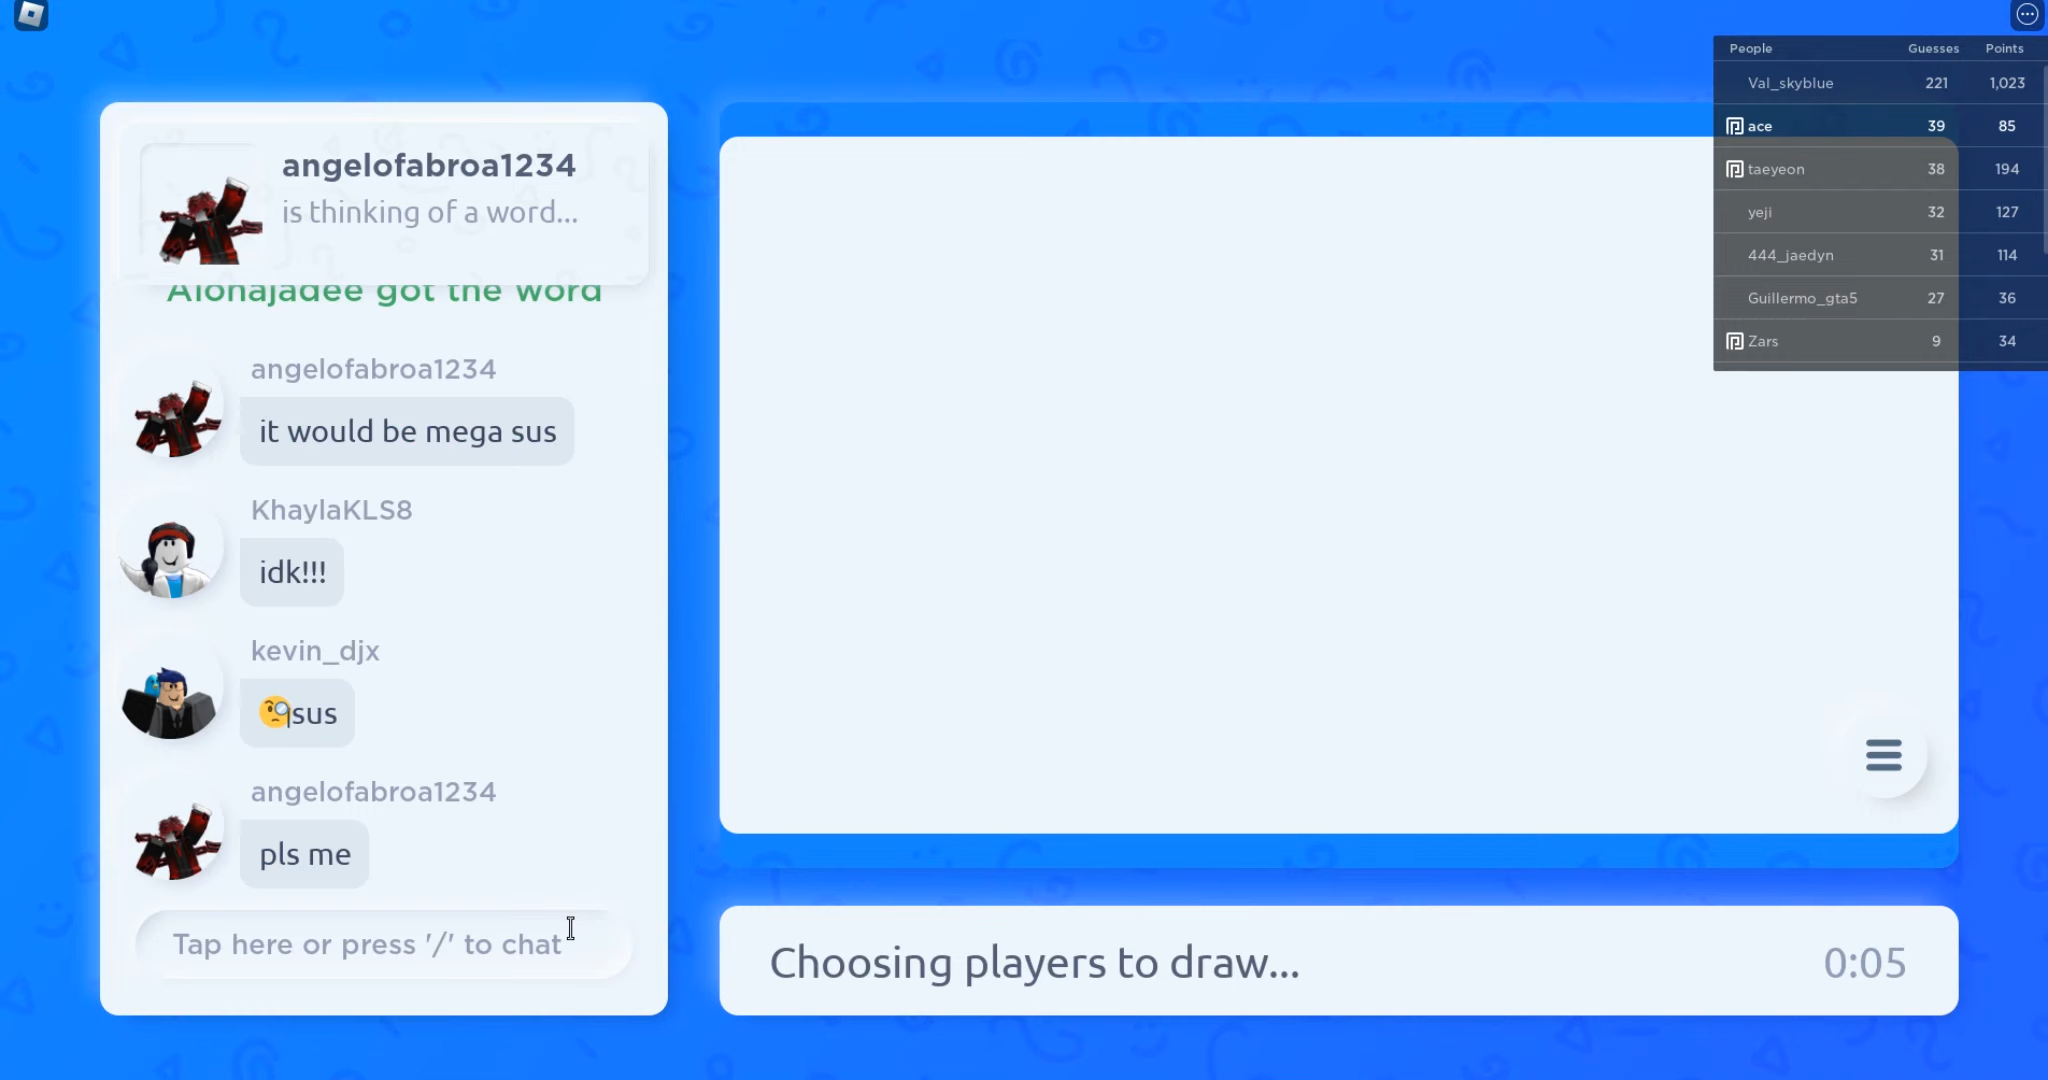 People Guesses Points
Val_skyblue 221 1,023
ace 39 85
taeyeon 38 194
yeji 32 127
444_jaedyn 31 114
Guillermo_gta5 27 36
Zars 9 34
angelofabroa1234
is thinking of a word...
Alohajadee got the word
angelofabroa1234
it would be mega sus
KhaylaKLS8
idk!!!
kevin_djx
🧐sus
angelofabroa1234
pls me
Tap here or press '/' to chat
Choosing players to draw... 0:05